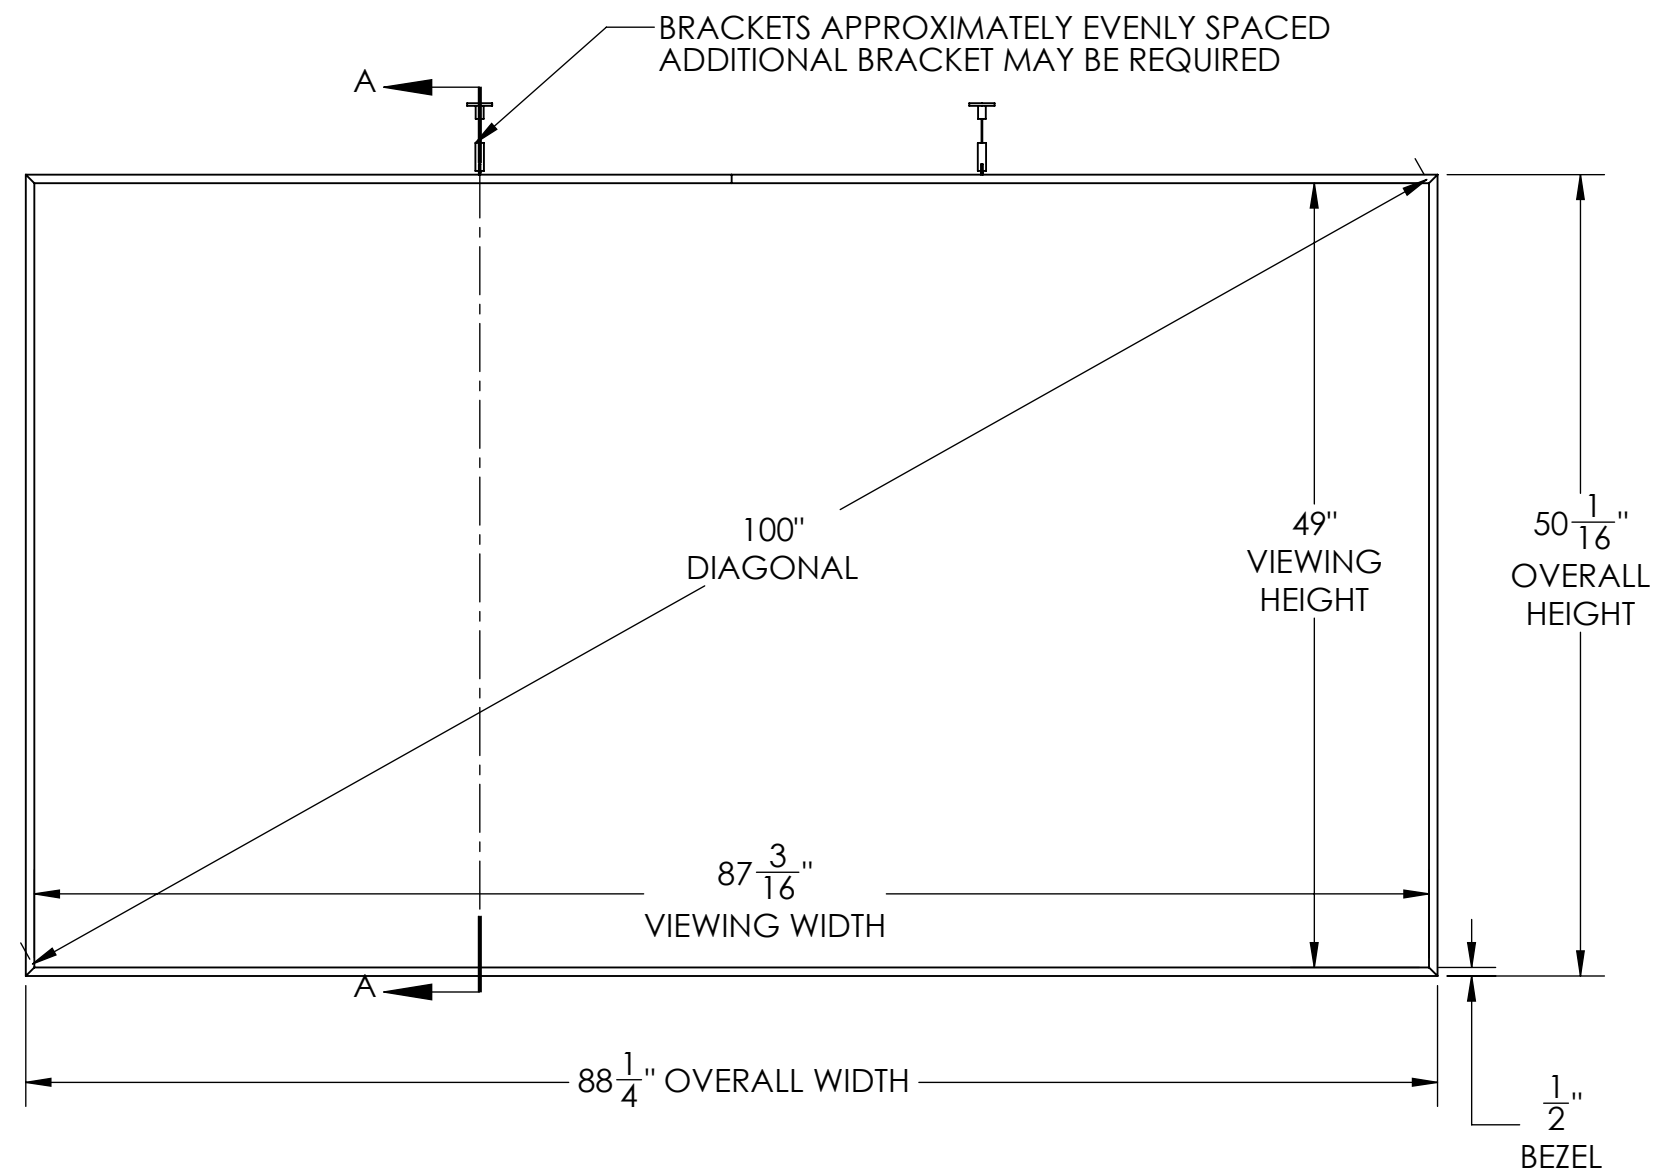 BRACKETS APPROXIMATELY EVENLY SPACED
ADDITIONAL BRACKET MAY BE REQUIRED
A
100"
DIAGONAL
49"
VIEWING
HEIGHT
50 1/16"
OVERALL
HEIGHT
87 3/16"
VIEWING WIDTH
A
88 1/4" OVERALL WIDTH
1/2"
BEZEL